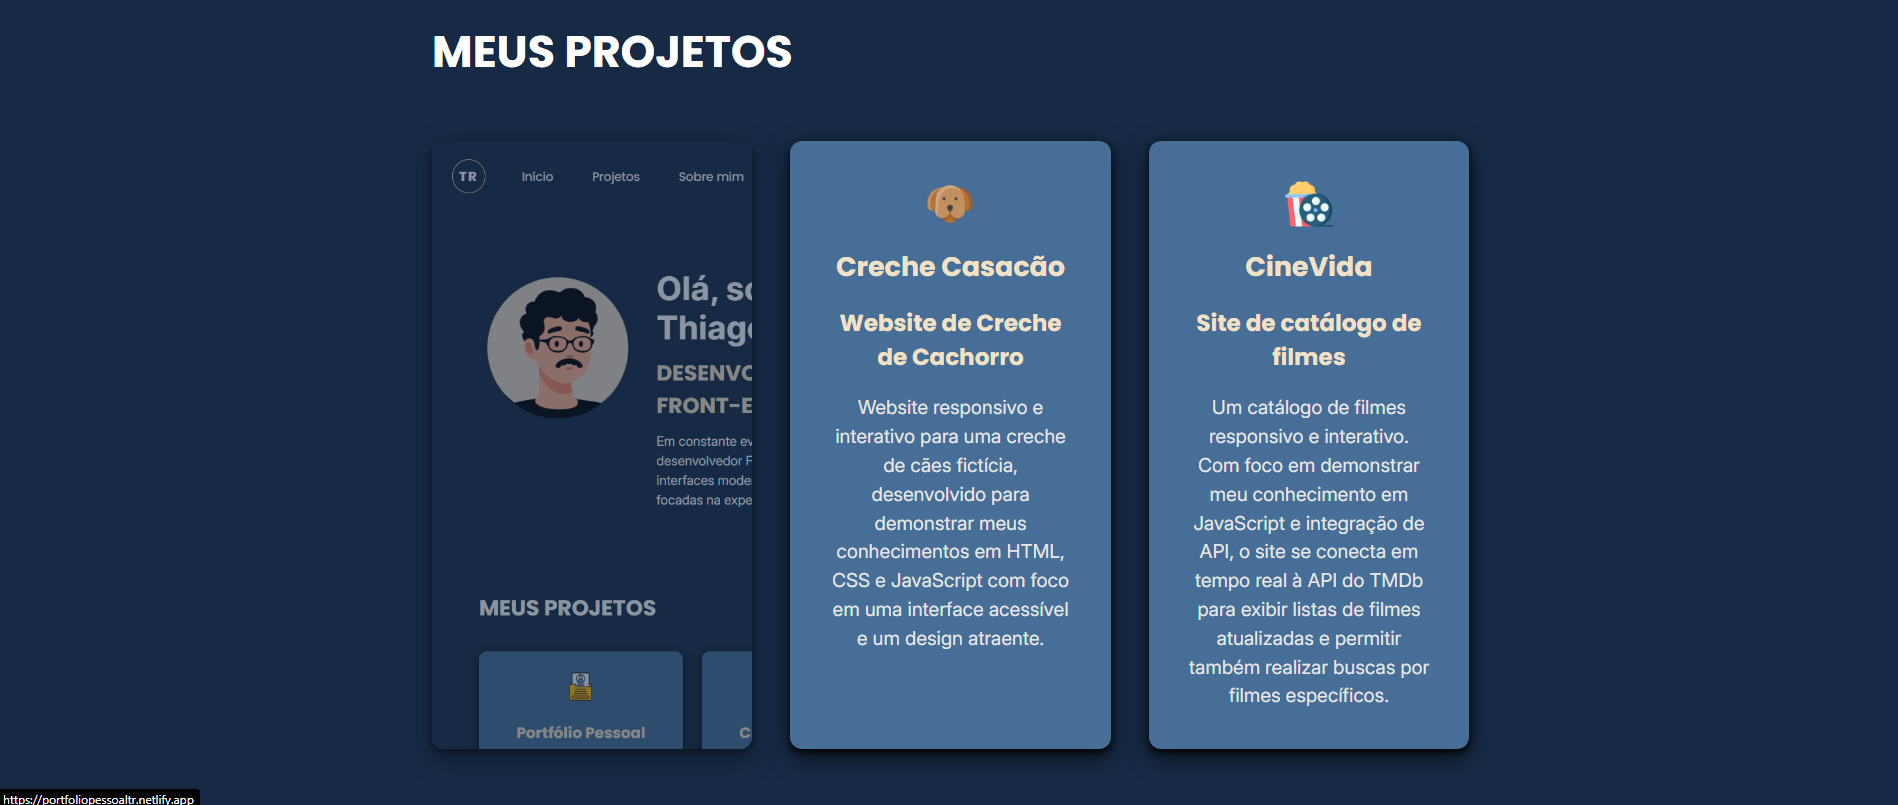 MEUS PROJETOS
TR
Início Projetos Sobre mim
Olá, so
Thiago
DESENVO
FRONT-E
Em constante ev
desenvolvedor F
interfaces mode
focadas na expe
MEUS PROJETOS
Portfólio Pessoal
C
Creche Casacão
Website de Creche
de Cachorro
Website responsivo e
interativo para uma creche
de cães fictícia,
desenvolvido para
demonstrar meus
conhecimentos em HTML,
CSS e JavaScript com foco
em uma interface acessível
e um design atraente.
CineVida
Site de catálogo de
filmes
Um catálogo de filmes
responsivo e interativo.
Com foco em demonstrar
meu conhecimento em
JavaScript e integração de
API, o site se conecta em
tempo real à API do TMDb
para exibir listas de filmes
atualizadas e permitir
também realizar buscas por
filmes específicos.
https://portfoliopessoaltr.netlify.app